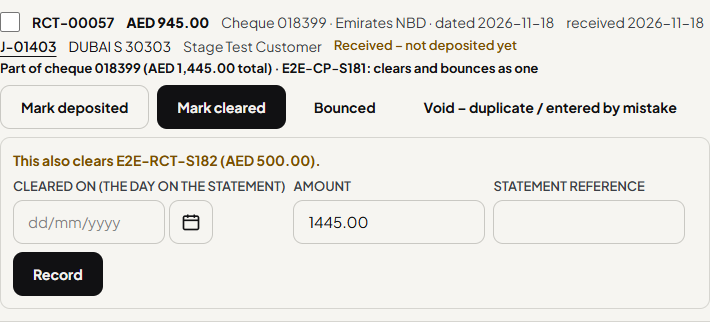 RCT-00057 AED 945.00 Cheque 018399 · Emirates NBD · dated 2026-11-18 received 2026-11-18
J-01403 DUBAI S 30303 Stage Test Customer Received – not deposited yet
Part of cheque 018399 (AED 1,445.00 total) · E2E-CP-S181: clears and bounces as one
Mark deposited Mark cleared Bounced Void – duplicate / entered by mistake
This also clears E2E-RCT-S182 (AED 500.00).
CLEARED ON (THE DAY ON THE STATEMENT) AMOUNT STATEMENT REFERENCE
dd/mm/yyyy 1445.00
Record